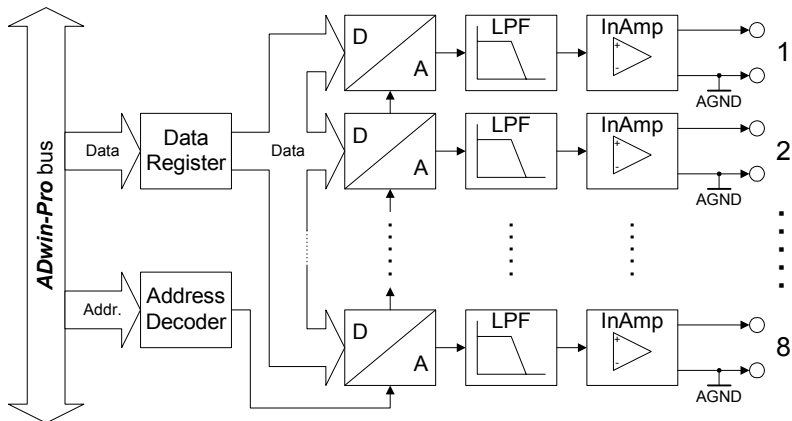 ADwin-Pro bus
Data
Data
Register
Data
Addr.
Address
Decoder
D
A
LPF
InAmp
+
-
1
AGND
D
A
LPF
InAmp
+
-
2
AGND
D
A
LPF
InAmp
+
-
8
AGND